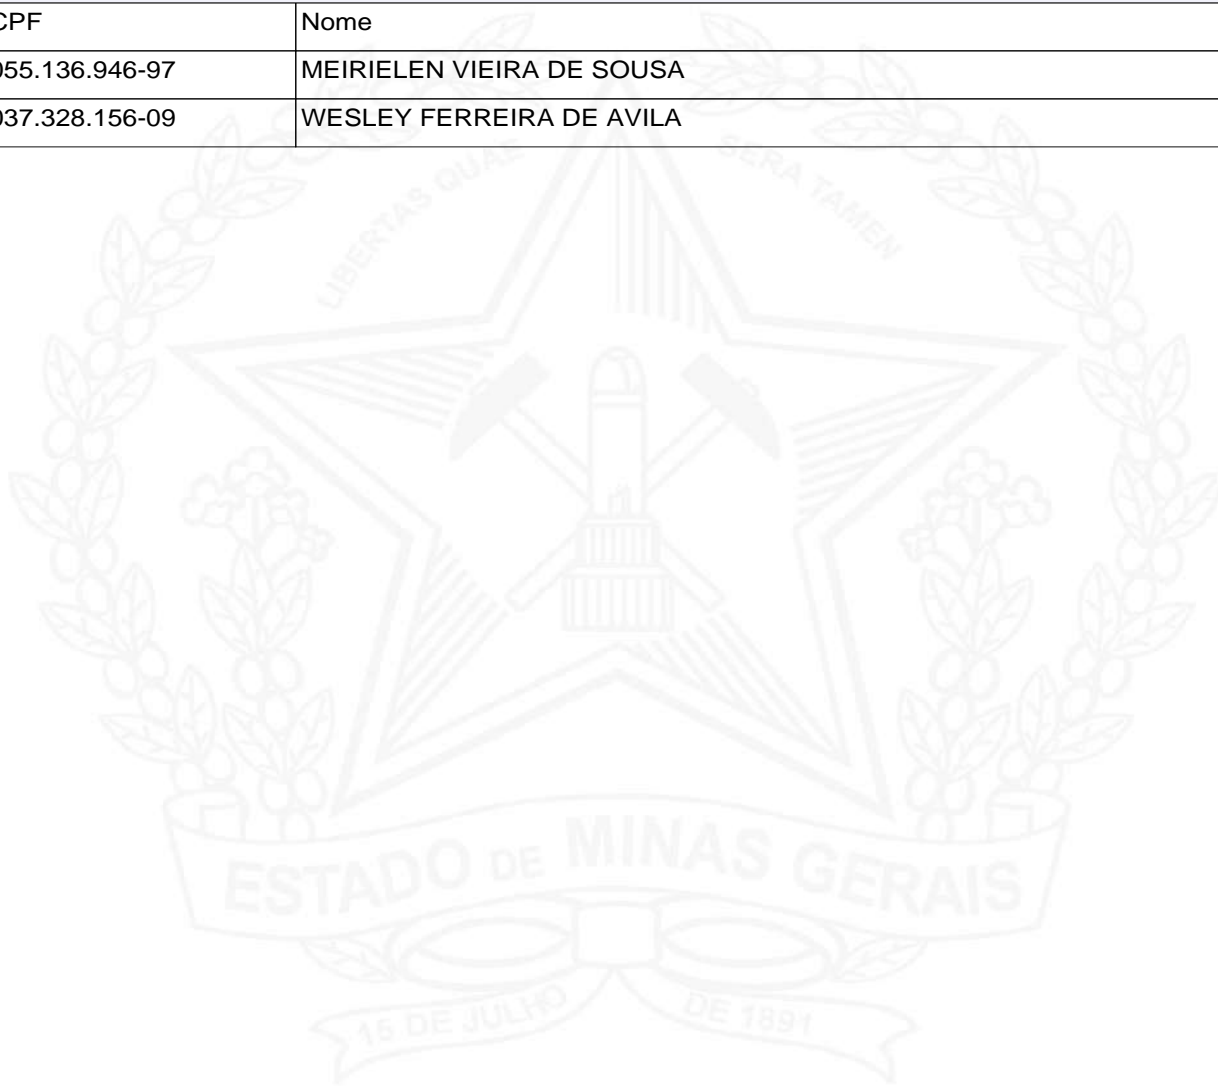 CPF Nome
055.136.946-97 MEIRIELEN VIEIRA DE SOUSA
037.328.156-09 WESLEY FERREIRA DE AVILA
LIBERTAS QUAE SERA TAMEN
ESTADO DE MINAS GERAIS
15 DE JULHO DE 1891